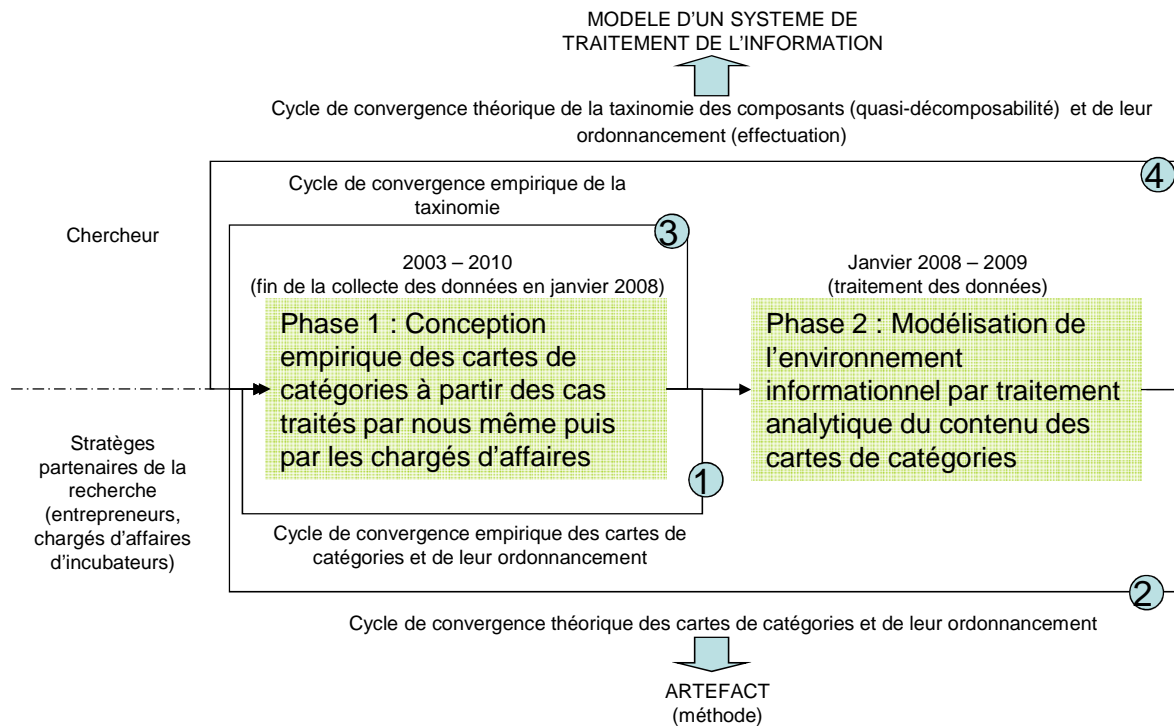 MODELE D'UN SYSTEME DE
TRAITEMENT DE L'INFORMATION
Cycle de convergence théorique de la taxinomie des composants (quasi-décomposabilité) et de leur
ordonnancement (effectuation)
4
Cycle de convergence empirique de la
taxinomie
3
Chercheur
2003 – 2010
(fin de la collecte des données en janvier 2008)
Phase 1 : Conception
empirique des cartes de
catégories à partir des cas
traités par nous même puis
par les chargés d'affaires
Janvier 2008 – 2009
(traitement des données)
Phase 2 : Modélisation de
l'environnement
informationnel par traitement
analytique du contenu des
cartes de catégories
Stratèges
partenaires de la
recherche
(entrepreneurs,
chargés d'affaires
d'incubateurs)
1
Cycle de convergence empirique des cartes de
catégories et de leur ordonnancement
2
Cycle de convergence théorique des cartes de catégories et de leur ordonnancement
ARTEFACT
(méthode)